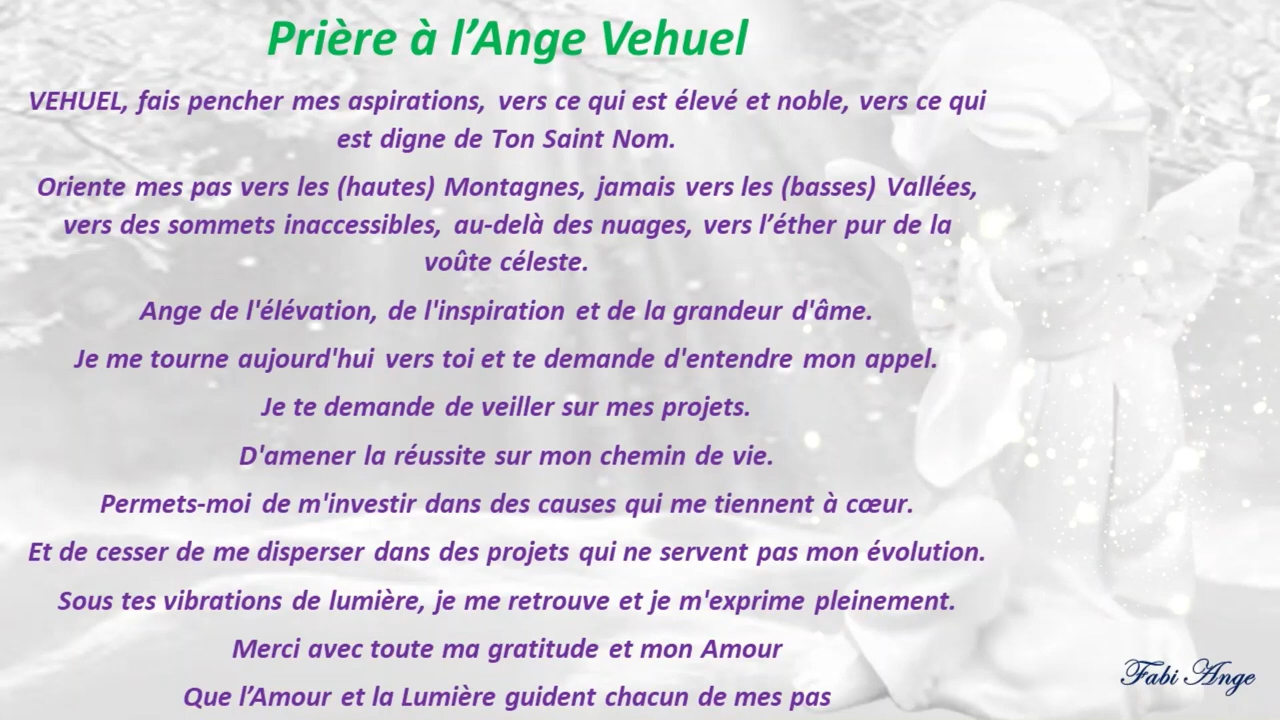 Prière à l’Ange Vehuel
VEHUEL, fais pencher mes aspirations, vers ce qui est élevé et noble, vers ce qui
est digne de Ton Saint Nom.
Oriente mes pas vers les (hautes) Montagnes, jamais vers les (basses) Vallées,
vers des sommets inaccessibles, au-delà des nuages, vers l’éther pur de la
voûte céleste.
Ange de l'élévation, de l'inspiration et de la grandeur d'âme.
Je me tourne aujourd'hui vers toi et te demande d'entendre mon appel.
Je te demande de veiller sur mes projets.
D'amener la réussite sur mon chemin de vie.
Permets-moi de m'investir dans des causes qui me tiennent à cœur.
Et de cesser de me disperser dans des projets qui ne servent pas mon évolution.
Sous tes vibrations de lumière, je me retrouve et je m'exprime pleinement.
Merci avec toute ma gratitude et mon Amour
Que l’Amour et la Lumière guident chacun de mes pas
Fabi Ange